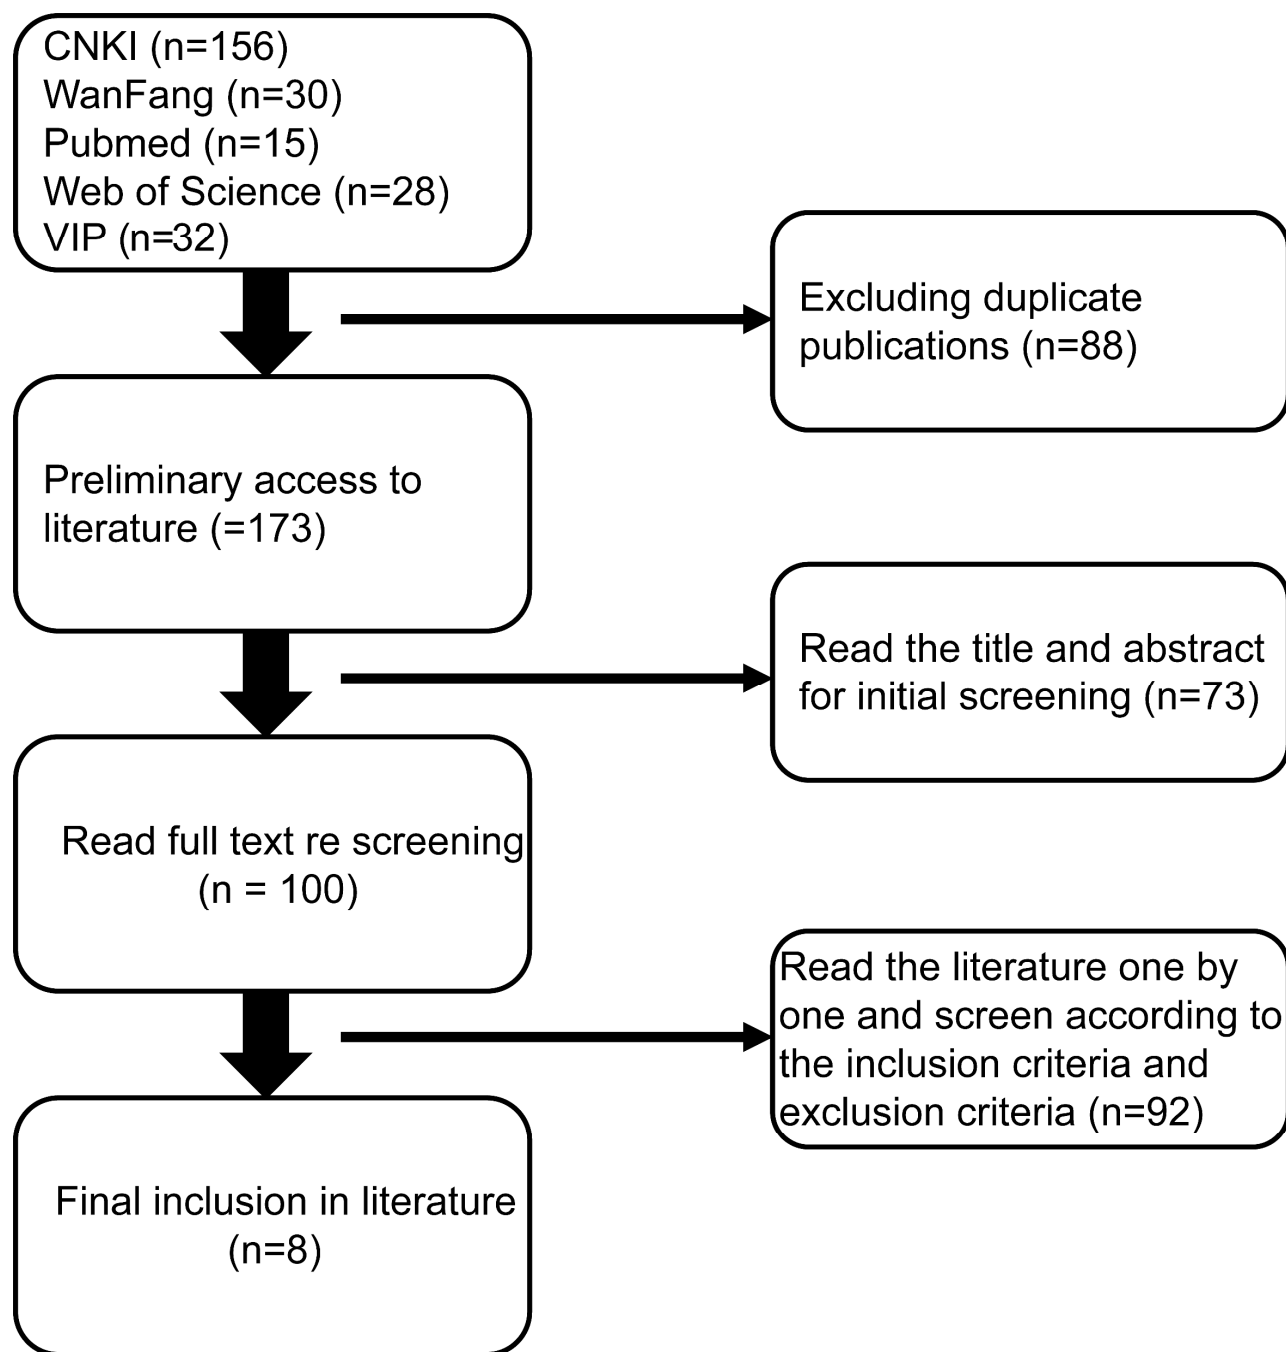 CNKI (n=156)
WanFang (n=30)
Pubmed (n=15)
Web of Science (n=28)
VIP (n=32)
Excluding duplicate
publications (n=88)
Preliminary access to
literature (=173)
Read the title and abstract
for initial screening (n=73)
Read full text re screening
(n = 100)
Read the literature one by
one and screen according to
the inclusion criteria and
exclusion criteria (n=92)
Final inclusion in literature
(n=8)